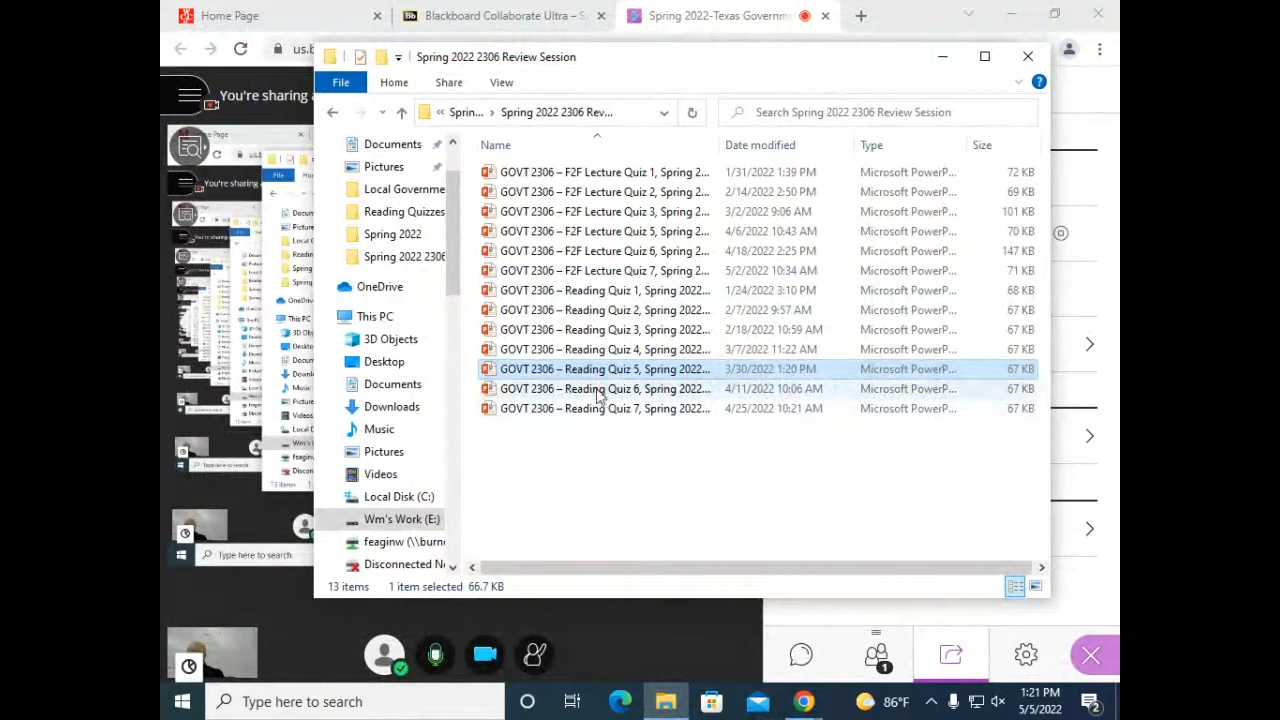 Home Page
Blackboard Collaborate Ultra – S
Spring 2022-Texas Governm
us.b
Spring 2022 2306 Review Session
File Home Share View
You're sharing a
« Sprin... › Spring 2022 2306 Rev...
Search Spring 2022 2306 Review Session
Name Date modified Type Size
Documents
Pictures
Local Governme
Reading Quizzes
Spring 2022
Spring 2022 2306
OneDrive
This PC
3D Objects
Desktop
Documents
Downloads
Music
Pictures
Videos
Local Disk (C:)
Wm's Work (E:)
feaginw (\\burne
Disconnected Ne
GOVT 2306 – F2F Lecture Quiz 1, Spring 2... 1/31/2022 1:39 PM Microsoft PowerP... 72 KB
GOVT 2306 – F2F Lecture Quiz 2, Spring 2... 2/14/2022 2:50 PM Microsoft PowerP... 69 KB
GOVT 2306 – F2F Lecture Quiz 3, Spring 2... 3/2/2022 9:06 AM Microsoft PowerP... 101 KB
GOVT 2306 – F2F Lecture Quiz 5, Spring 2... 4/6/2022 10:43 AM Microsoft PowerP... 70 KB
GOVT 2306 – F2F Lecture Quiz 6, Spring 2... 4/18/2022 2:25 PM Microsoft PowerP... 147 KB
GOVT 2306 – F2F Lecture Quiz 7, Spring 2... 5/2/2022 10:34 AM Microsoft PowerP... 71 KB
GOVT 2306 – Reading Quiz 1, Spring 2022... 1/24/2022 3:10 PM Microsoft PowerP... 68 KB
GOVT 2306 – Reading Quiz 2, Spring 2022... 2/7/2022 9:57 AM Microsoft PowerP... 67 KB
GOVT 2306 – Reading Quiz 3, Spring 2022... 2/18/2022 10:59 AM Microsoft PowerP... 67 KB
GOVT 2306 – Reading Quiz 4, Spring 2022... 3/7/2022 11:22 AM Microsoft PowerP... 67 KB
GOVT 2306 – Reading Quiz 5, Spring 2022... 3/30/2022 1:20 PM Microsoft PowerP... 67 KB
GOVT 2306 – Reading Quiz 6, Spring 2022... 4/11/2022 10:06 AM Microsoft PowerP... 67 KB
GOVT 2306 – Reading Quiz 7, Spring 2022... 4/25/2022 10:21 AM Microsoft PowerP... 67 KB
13 items 1 item selected 66.7 KB
Type here to search
1
Type here to search
86°F
1:21 PM
5/5/2022
2